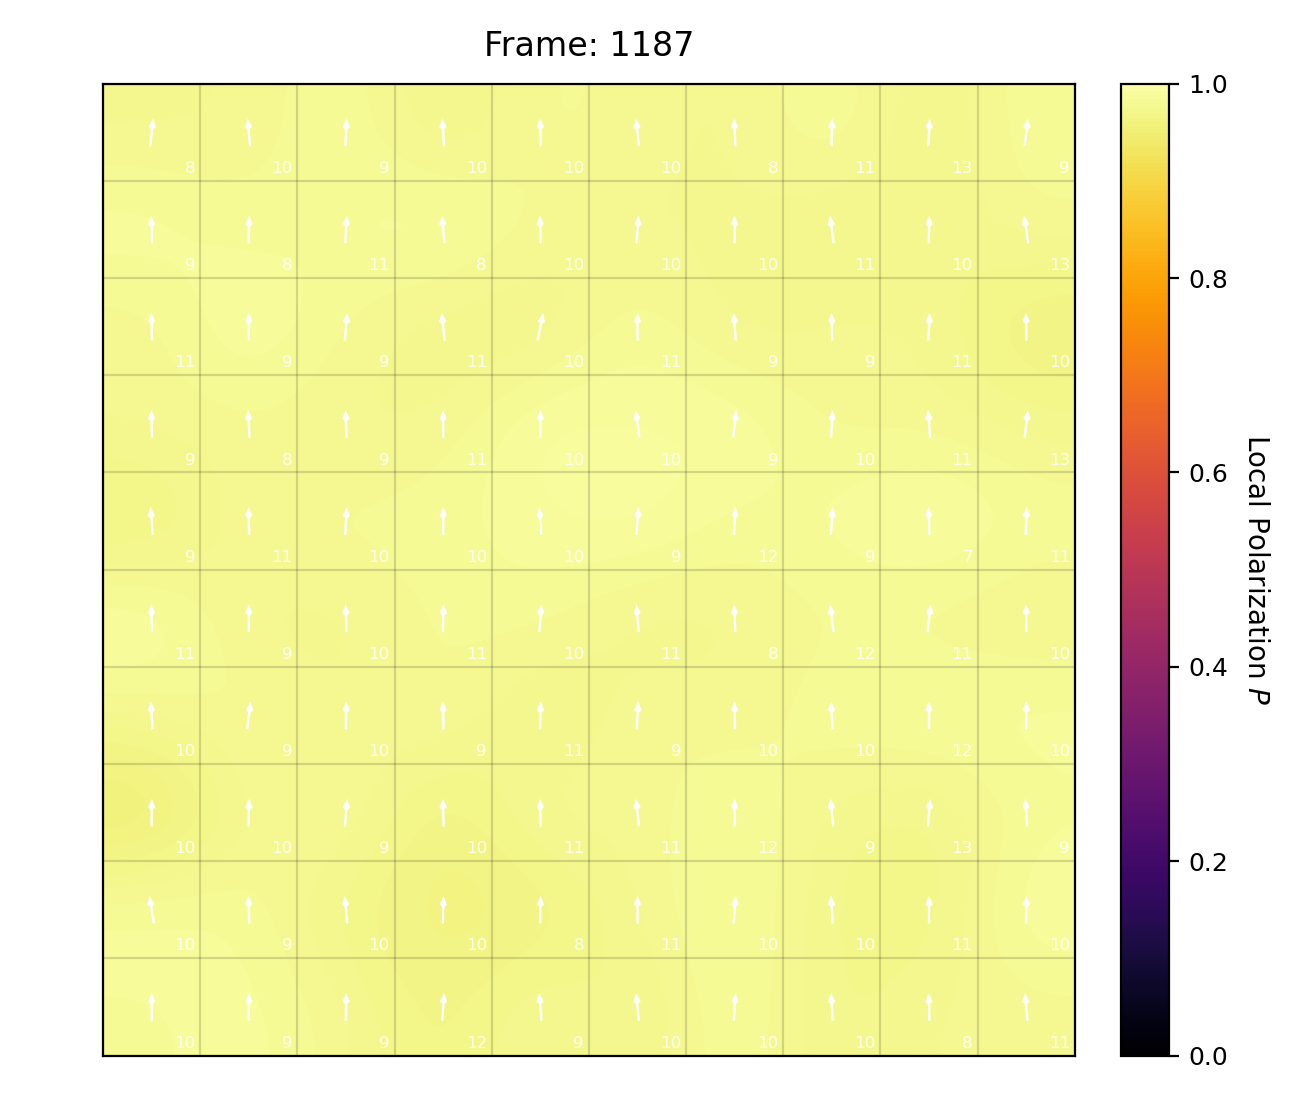 Frame: 1187
8 10 9 10 10 10 8 11 13 9
9 8 11 8 10 10 10 11 10 13
11 9 9 11 10 11 9 9 11 10
9 8 9 11 10 10 9 10 11 13
9 11 10 10 10 9 12 9 7 11
11 9 10 11 10 11 8 12 11 10
10 9 10 9 11 9 10 10 12 10
10 10 9 10 11 11 12 9 13 9
10 9 10 10 8 11 10 10 11 10
10 9 9 12 9 10 10 10 8 11
1.0
0.8
0.6
0.4
0.2
0.0
Local Polarization P